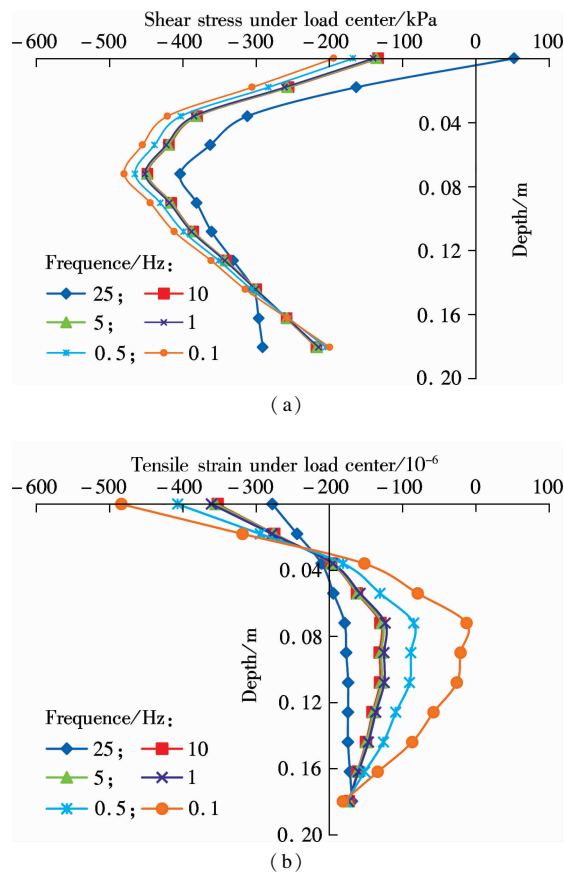 Shear stress under load center/kPa
-600 -500 -400 -300 -200 -100 0 100
0.04
0.08
0.12
0.16
0.20
Depth/m
Frequence/Hz:
25; 10
5; 1
0.5; 0.1
(a)
Tensile strain under load center/10⁻⁶
-600 -500 -400 -300 -200 -100 0 100
0.04
0.08
0.12
0.16
0.20
Depth/m
Frequence/Hz:
25; 10
5; 1
0.5; 0.1
(b)